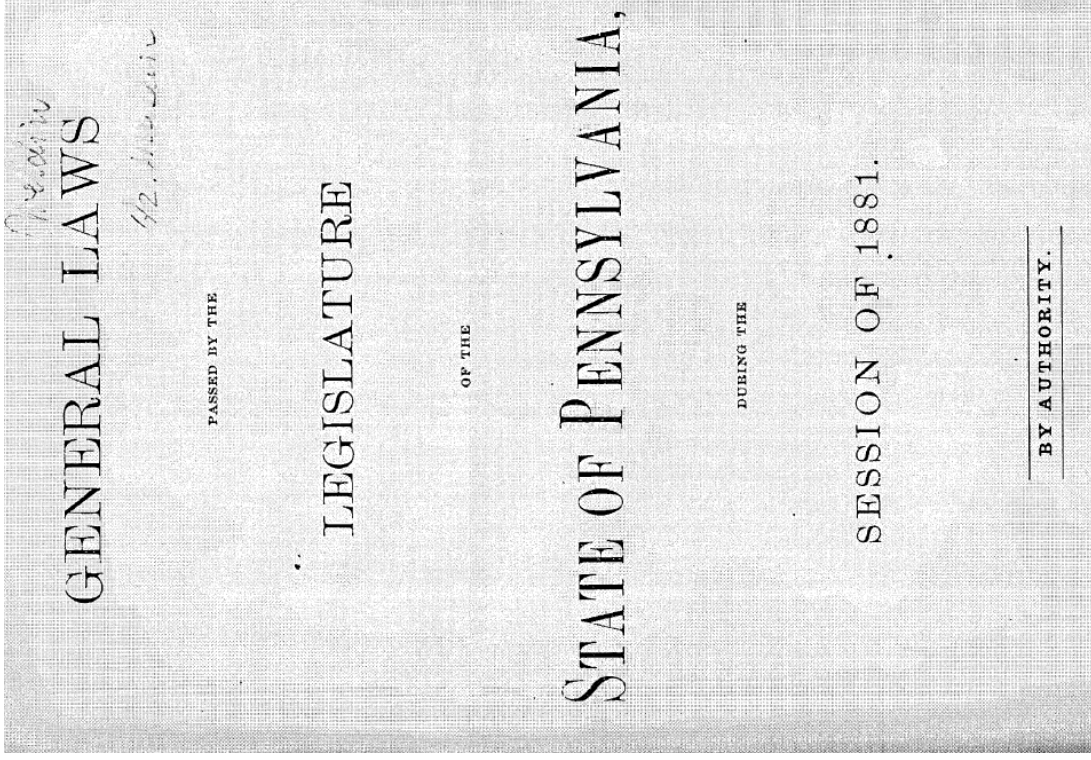 GENERAL LAWS
PASSED BY THE
LEGISLATURE
OF THE
STATE OF PENNSYLVANIA,
DURING THE
SESSION OF 1881.
BY AUTHORITY.